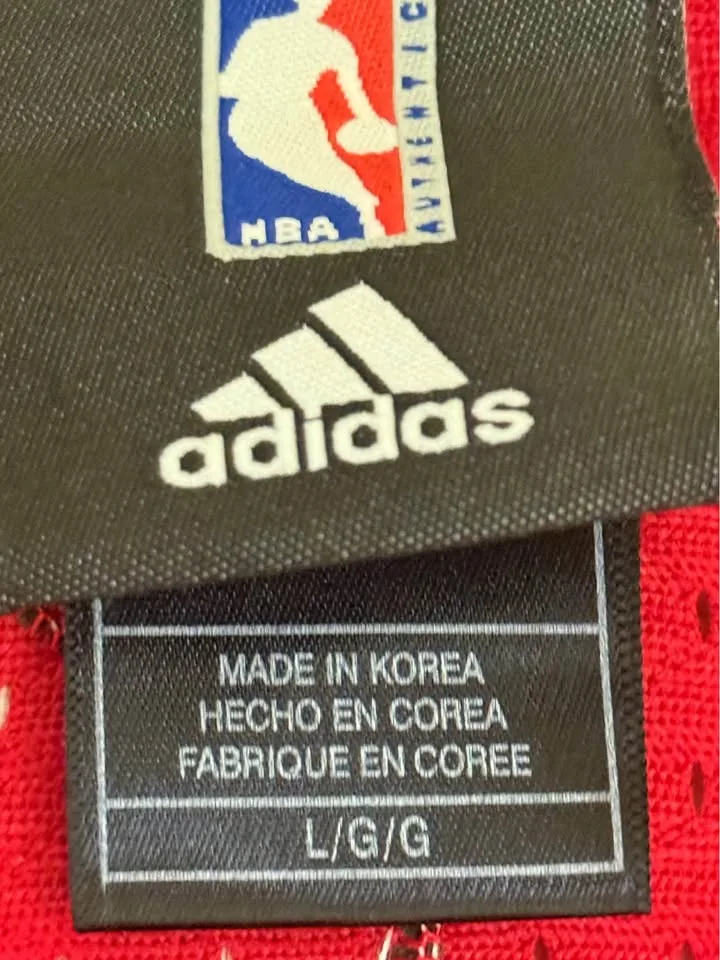 NBA
AUTHENTIC
adidas
MADE IN KOREA
HECHO EN COREA
FABRIQUE EN COREE
L/G/G